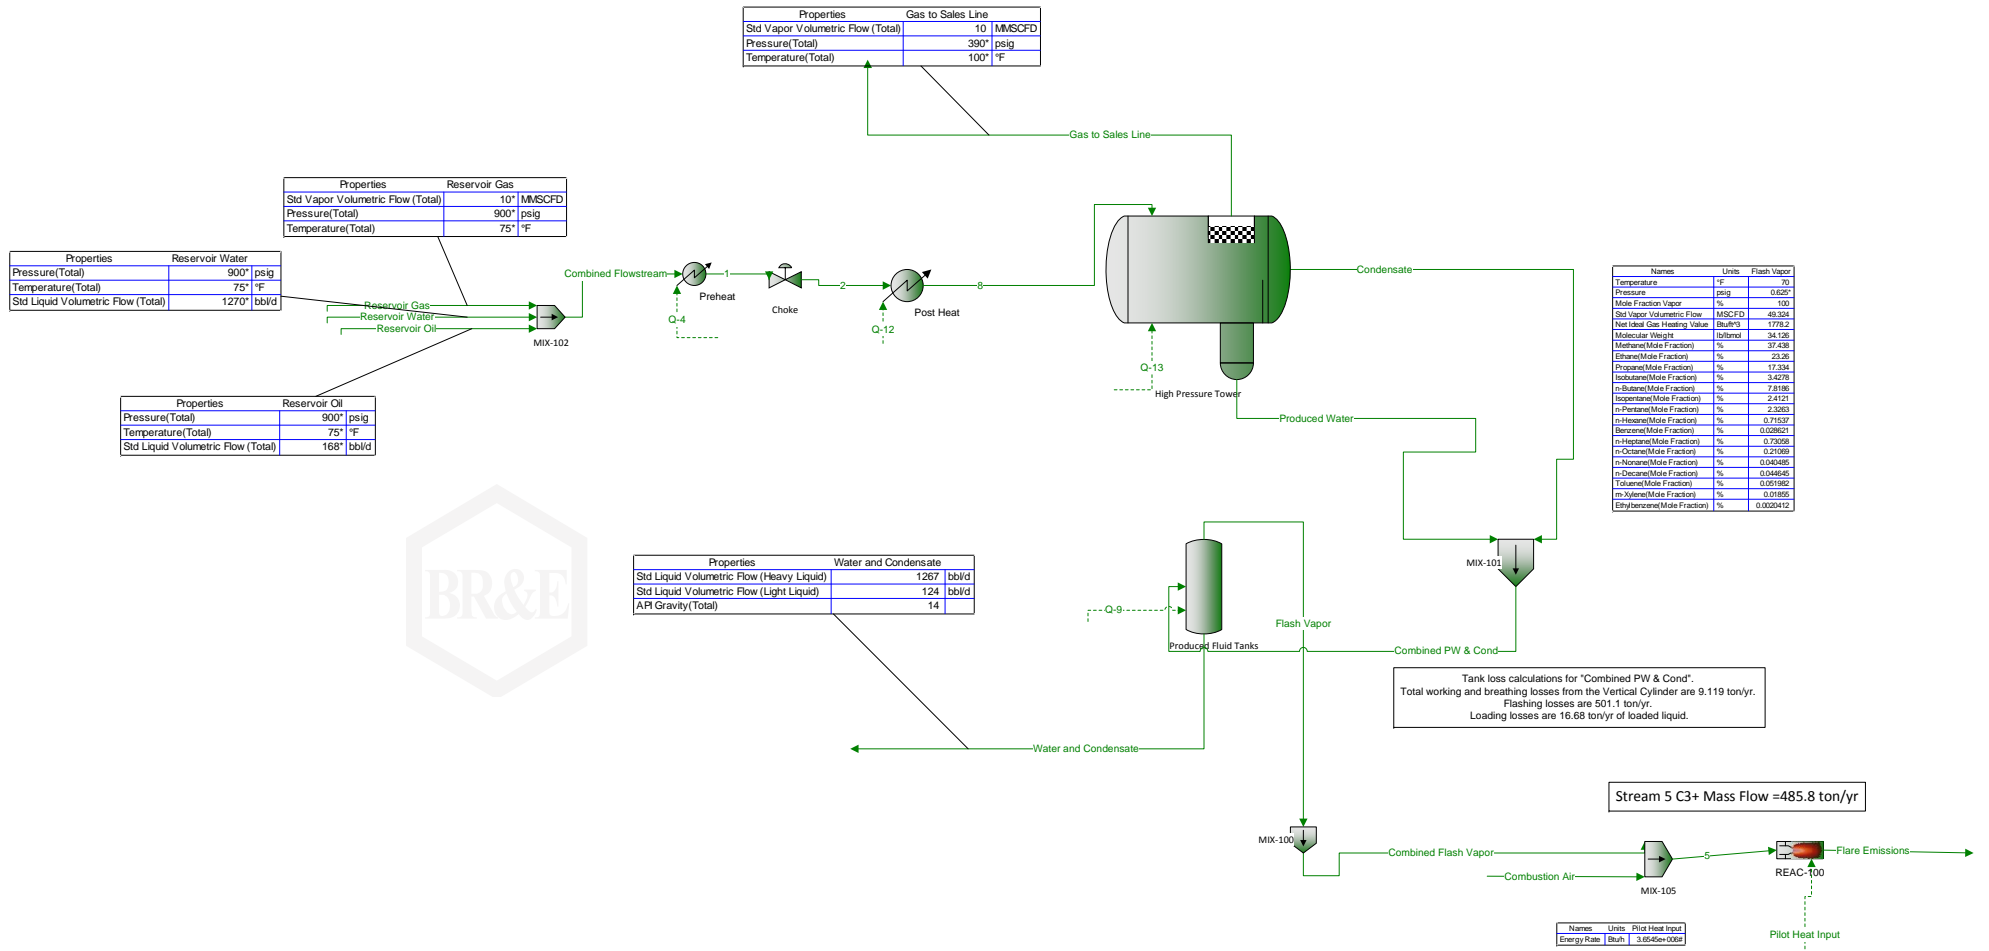 Properties Gas to Sales Line
Std Vapor Volumetric Flow (Total) 10 MMSCFD
Pressure(Total) 390* psig
Temperature(Total) 100* °F
Gas to Sales Line
Properties Reservoir Gas
Std Vapor Volumetric Flow (Total) 10* MMSCFD
Pressure(Total) 900* psig
Temperature(Total) 75* °F
Properties Reservoir Water
Pressure(Total) 900* psig
Temperature(Total) 75* °F
Std Liquid Volumetric Flow (Total) 1270* bbl/d
Reservoir Gas
Reservoir Water
Reservoir Oil
MIX-102
Combined Flowstream
1
Preheat
Q-4
Choke
2
Post Heat
Q-12
8
Condensate
Q-13
High Pressure Tower
Produced Water
Properties Reservoir Oil
Pressure(Total) 900* psig
Temperature(Total) 75* °F
Std Liquid Volumetric Flow (Total) 168* bbl/d
Names Units Flash Vapor
Temperature °F 70
Pressure psig 0.625*
Mole Fraction Vapor % 100
Std Vapor Volumetric Flow MSCFD 49.324
Net Ideal Gas Heating Value Btu/ft^3 1778.2
Molecular Weight lb/lbmol 34.126
Methane(Mole Fraction) % 37.438
Ethane(Mole Fraction) % 23.26
Propane(Mole Fraction) % 17.334
Isobutane(Mole Fraction) % 3.4278
n-Butane(Mole Fraction) % 7.8186
Isopentane(Mole Fraction) % 2.4121
n-Pentane(Mole Fraction) % 2.3263
n-Hexane(Mole Fraction) % 0.71537
Benzene(Mole Fraction) % 0.028621
n-Heptane(Mole Fraction) % 0.73058
n-Octane(Mole Fraction) % 0.21069
n-Nonane(Mole Fraction) % 0.040485
n-Decane(Mole Fraction) % 0.044645
Toluene(Mole Fraction) % 0.051982
m-Xylene(Mole Fraction) % 0.01855
Ethylbenzene(Mole Fraction) % 0.0020412
BR&E
Properties Water and Condensate
Std Liquid Volumetric Flow (Heavy Liquid) 1267 bbl/d
Std Liquid Volumetric Flow (Light Liquid) 124 bbl/d
API Gravity(Total) 14
MIX-101
Q-9
Flash Vapor
Produced Fluid Tanks
Combined PW & Cond
Tank loss calculations for "Combined PW & Cond".
Total working and breathing losses from the Vertical Cylinder are 9.119 ton/yr.
Flashing losses are 501.1 ton/yr.
Loading losses are 16.68 ton/yr of loaded liquid.
Water and Condensate
Stream 5 C3+ Mass Flow =485.8 ton/yr
MIX-100
Combined Flash Vapor
Combustion Air
MIX-105
5
REAC-100
Flare Emissions
Names Units Pilot Heat Input
Energy Rate Btu/h 3.6545e+006#
Pilot Heat Input